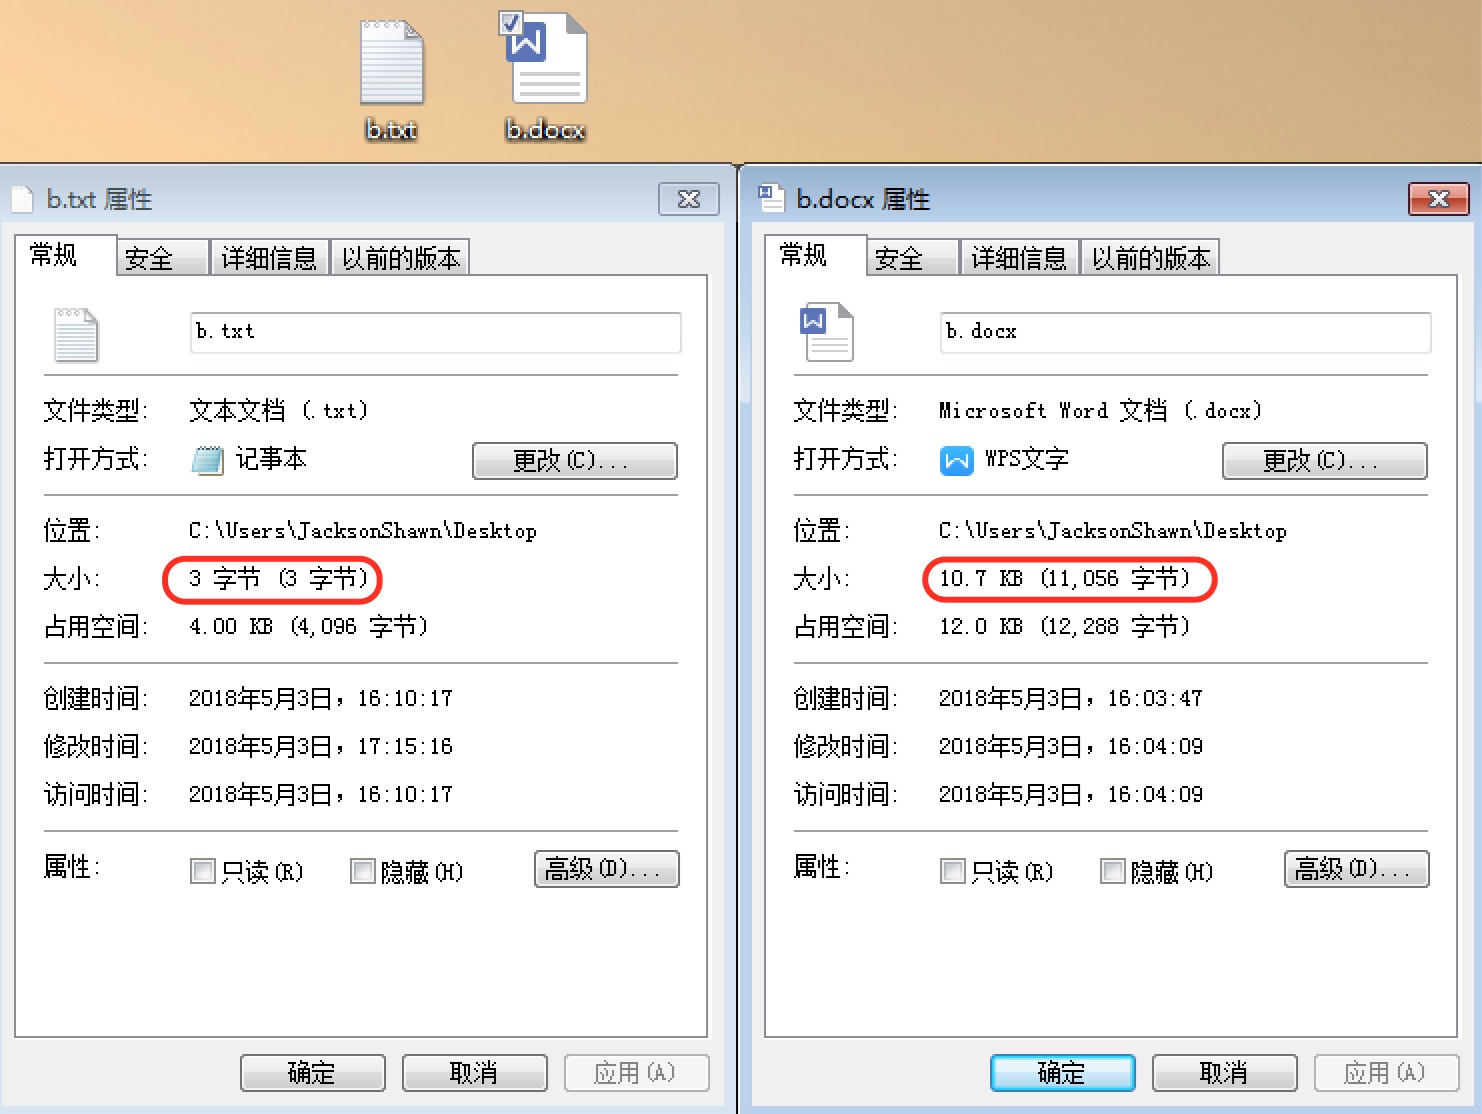 b.txt
b.docx
b.txt 属性
常规
安全
详细信息
以前的版本
b.txt
文件类型:
文本文档 (.txt)
打开方式:
记事本
更改(C)...
位置:
C:\Users\JacksonShawn\Desktop
大小:
3 字节 (3 字节)
占用空间:
4.00 KB (4,096 字节)
创建时间:
2018年5月3日，16:10:17
修改时间:
2018年5月3日，17:15:16
访问时间:
2018年5月3日，16:10:17
属性:
只读(R)
隐藏(H)
高级(D)...
确定
取消
应用(A)
b.docx 属性
常规
安全
详细信息
以前的版本
b.docx
文件类型:
Microsoft Word 文档 (.docx)
打开方式:
WPS文字
更改(C)...
位置:
C:\Users\JacksonShawn\Desktop
大小:
10.7 KB (11,056 字节)
占用空间:
12.0 KB (12,288 字节)
创建时间:
2018年5月3日，16:03:47
修改时间:
2018年5月3日，16:04:09
访问时间:
2018年5月3日，16:04:09
属性:
只读(R)
隐藏(H)
高级(D)...
确定
取消
应用(A)